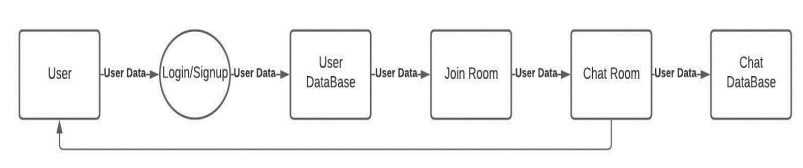 User
User Data
Login/Signup
User Data
User
DataBase
User Data
Join Room
User Data
Chat Room
User Data
Chat
DataBase